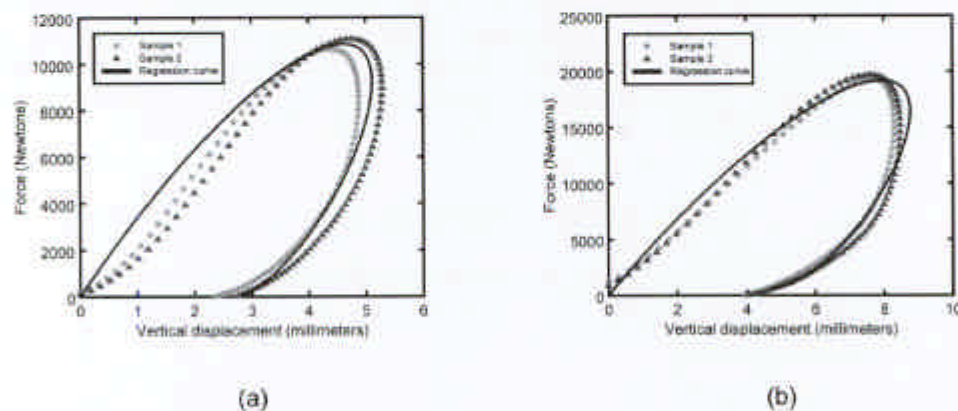 12000
10000
8000
6000
4000
2000
0
Force (Newtons)
Sample 1
Sample 2
Regression curve
0 1 2 3 4 5 6
Vertical displacement (millimeters)
(a)
25000
20000
15000
10000
5000
0
Force (Newtons)
Sample 1
Sample 2
Regression curve
0 2 4 6 8 10
Vertical displacement (millimeters)
(b)